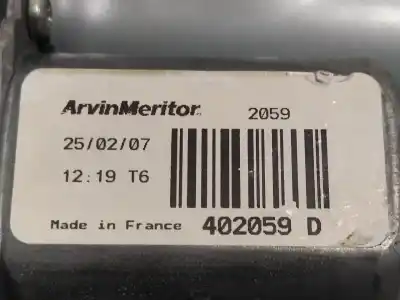 ArvinMeritor. 2059
25/02/07
12:19 T6
Made in France 402059 D